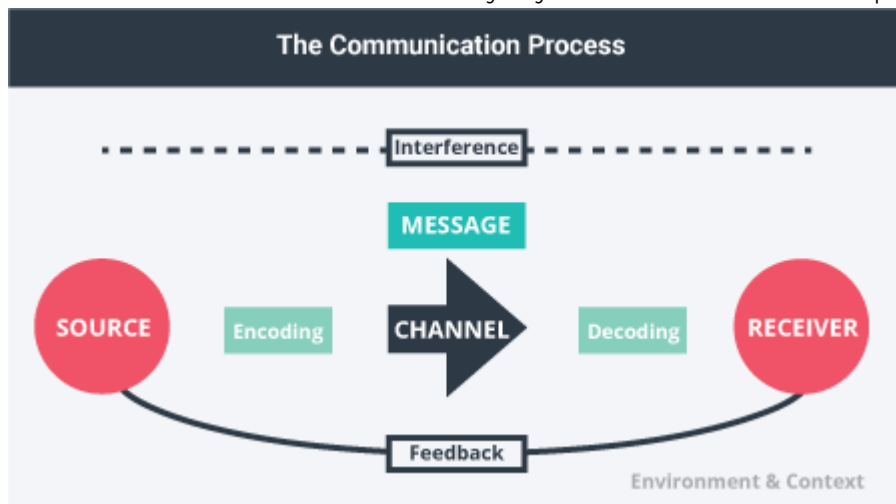 The Communication Process
Interference
MESSAGE
SOURCE
Encoding
CHANNEL
Decoding
RECEIVER
Feedback
Environment & Context